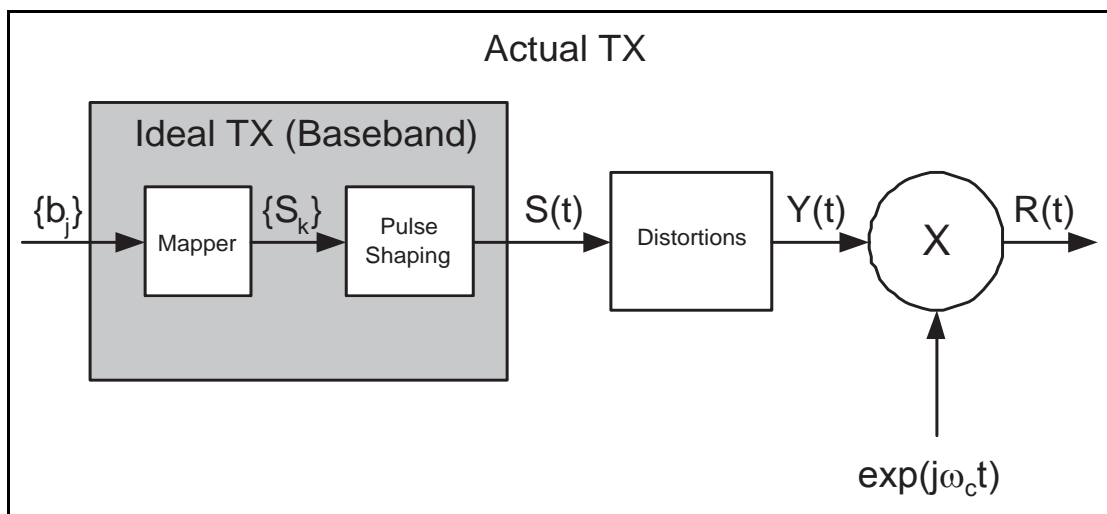 Actual TX
Ideal TX (Baseband)
{b_j}
Mapper
{S_k}
Pulse
Shaping
S(t)
Distortions
Y(t)
X
R(t)
exp(jω_ct)